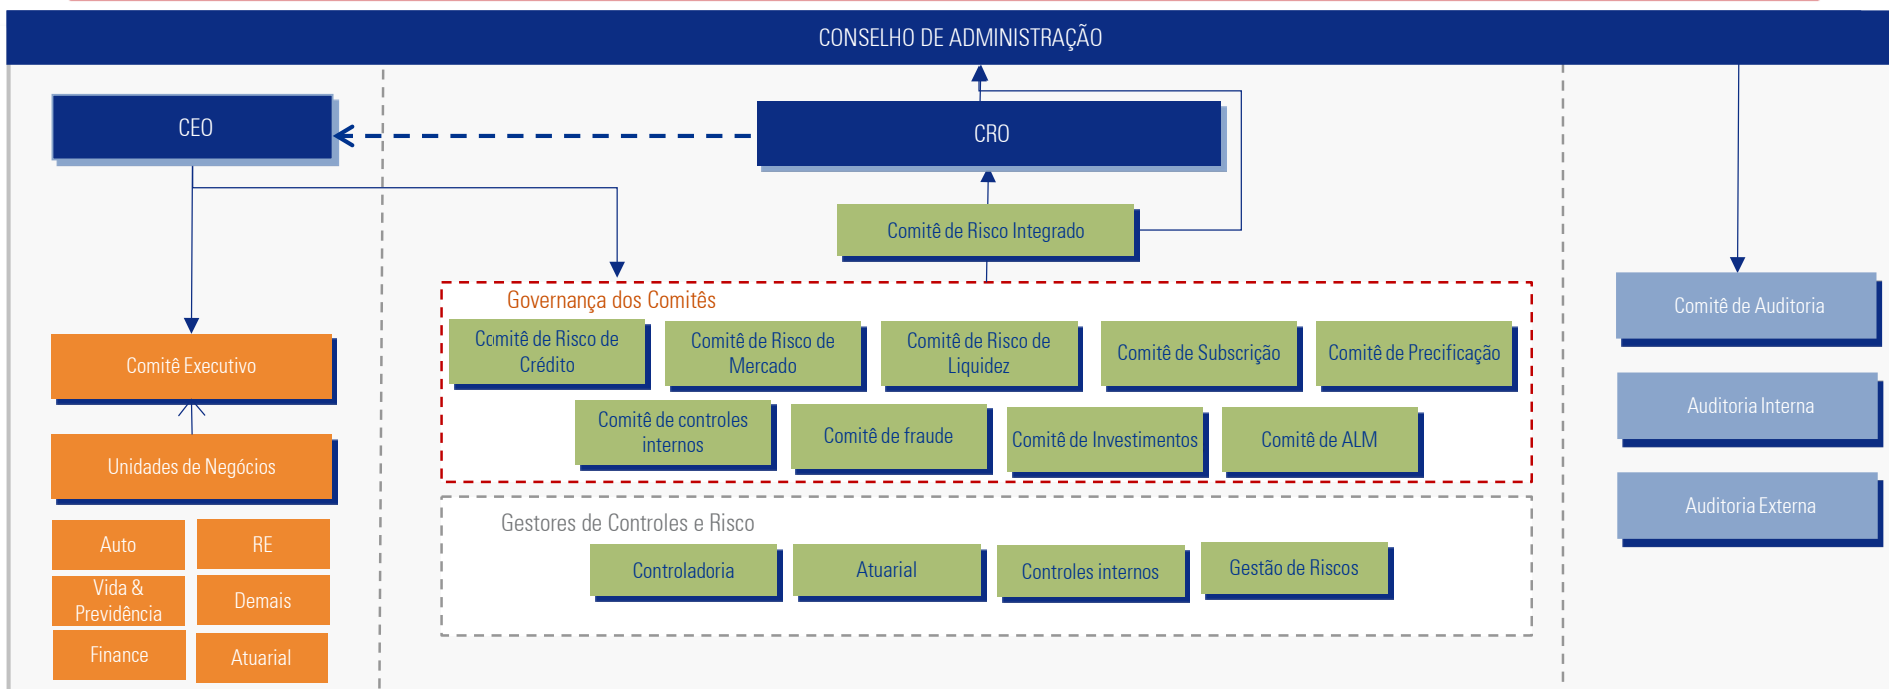 CONSELHO DE ADMINISTRAÇÃO
CEO
CRO
Comitê de Risco Integrado
Comitê Executivo
Unidades de Negócios
Auto
RE
Vida &
Previdência
Demais
Finance
Atuarial
Governança dos Comitês
Comitê de Risco de
Crédito
Comitê de Risco de
Mercado
Comitê de Risco de
Liquidez
Comitê de Subscrição
Comitê de Precificação
Comitê de controles
internos
Comitê de fraude
Comitê de Investimentos
Comitê de ALM
Gestores de Controles e Risco
Controladoria
Atuarial
Controles internos
Gestão de Riscos
Comitê de Auditoria
Auditoria Interna
Auditoria Externa